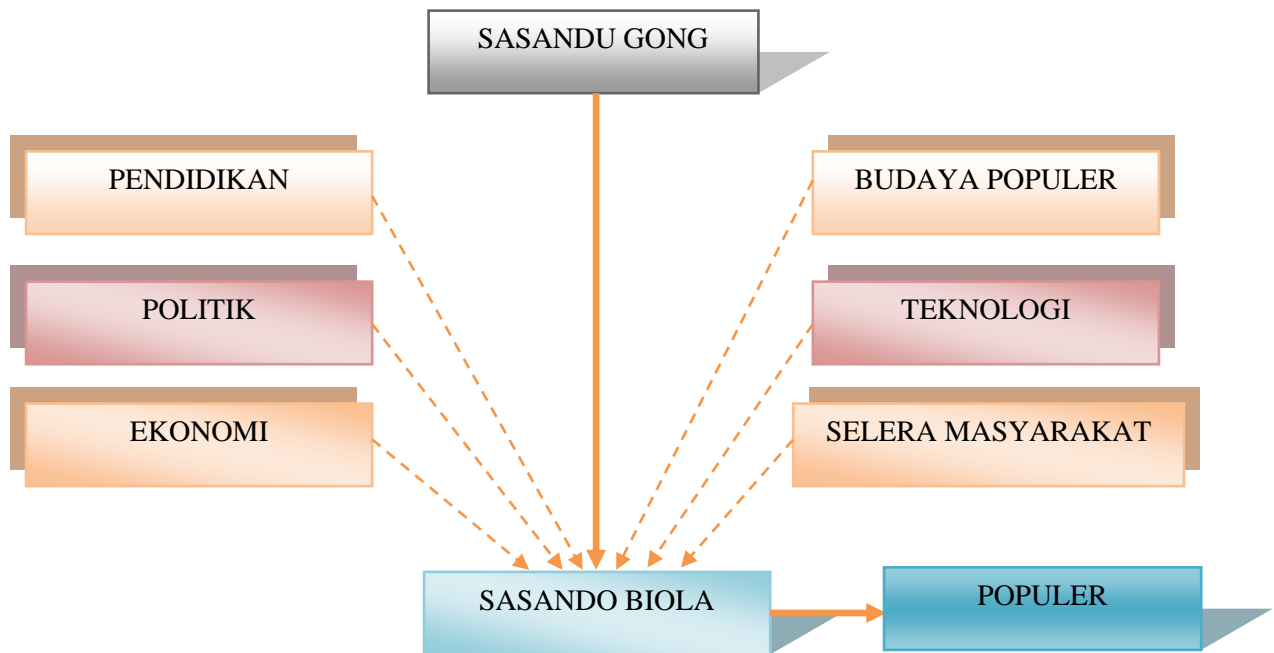 SASANDU GONG
PENDIDIKAN
BUDAYA POPULER
POLITIK
TEKNOLOGI
EKONOMI
SELERA MASYARAKAT
SASANDO BIOLA
POPULER